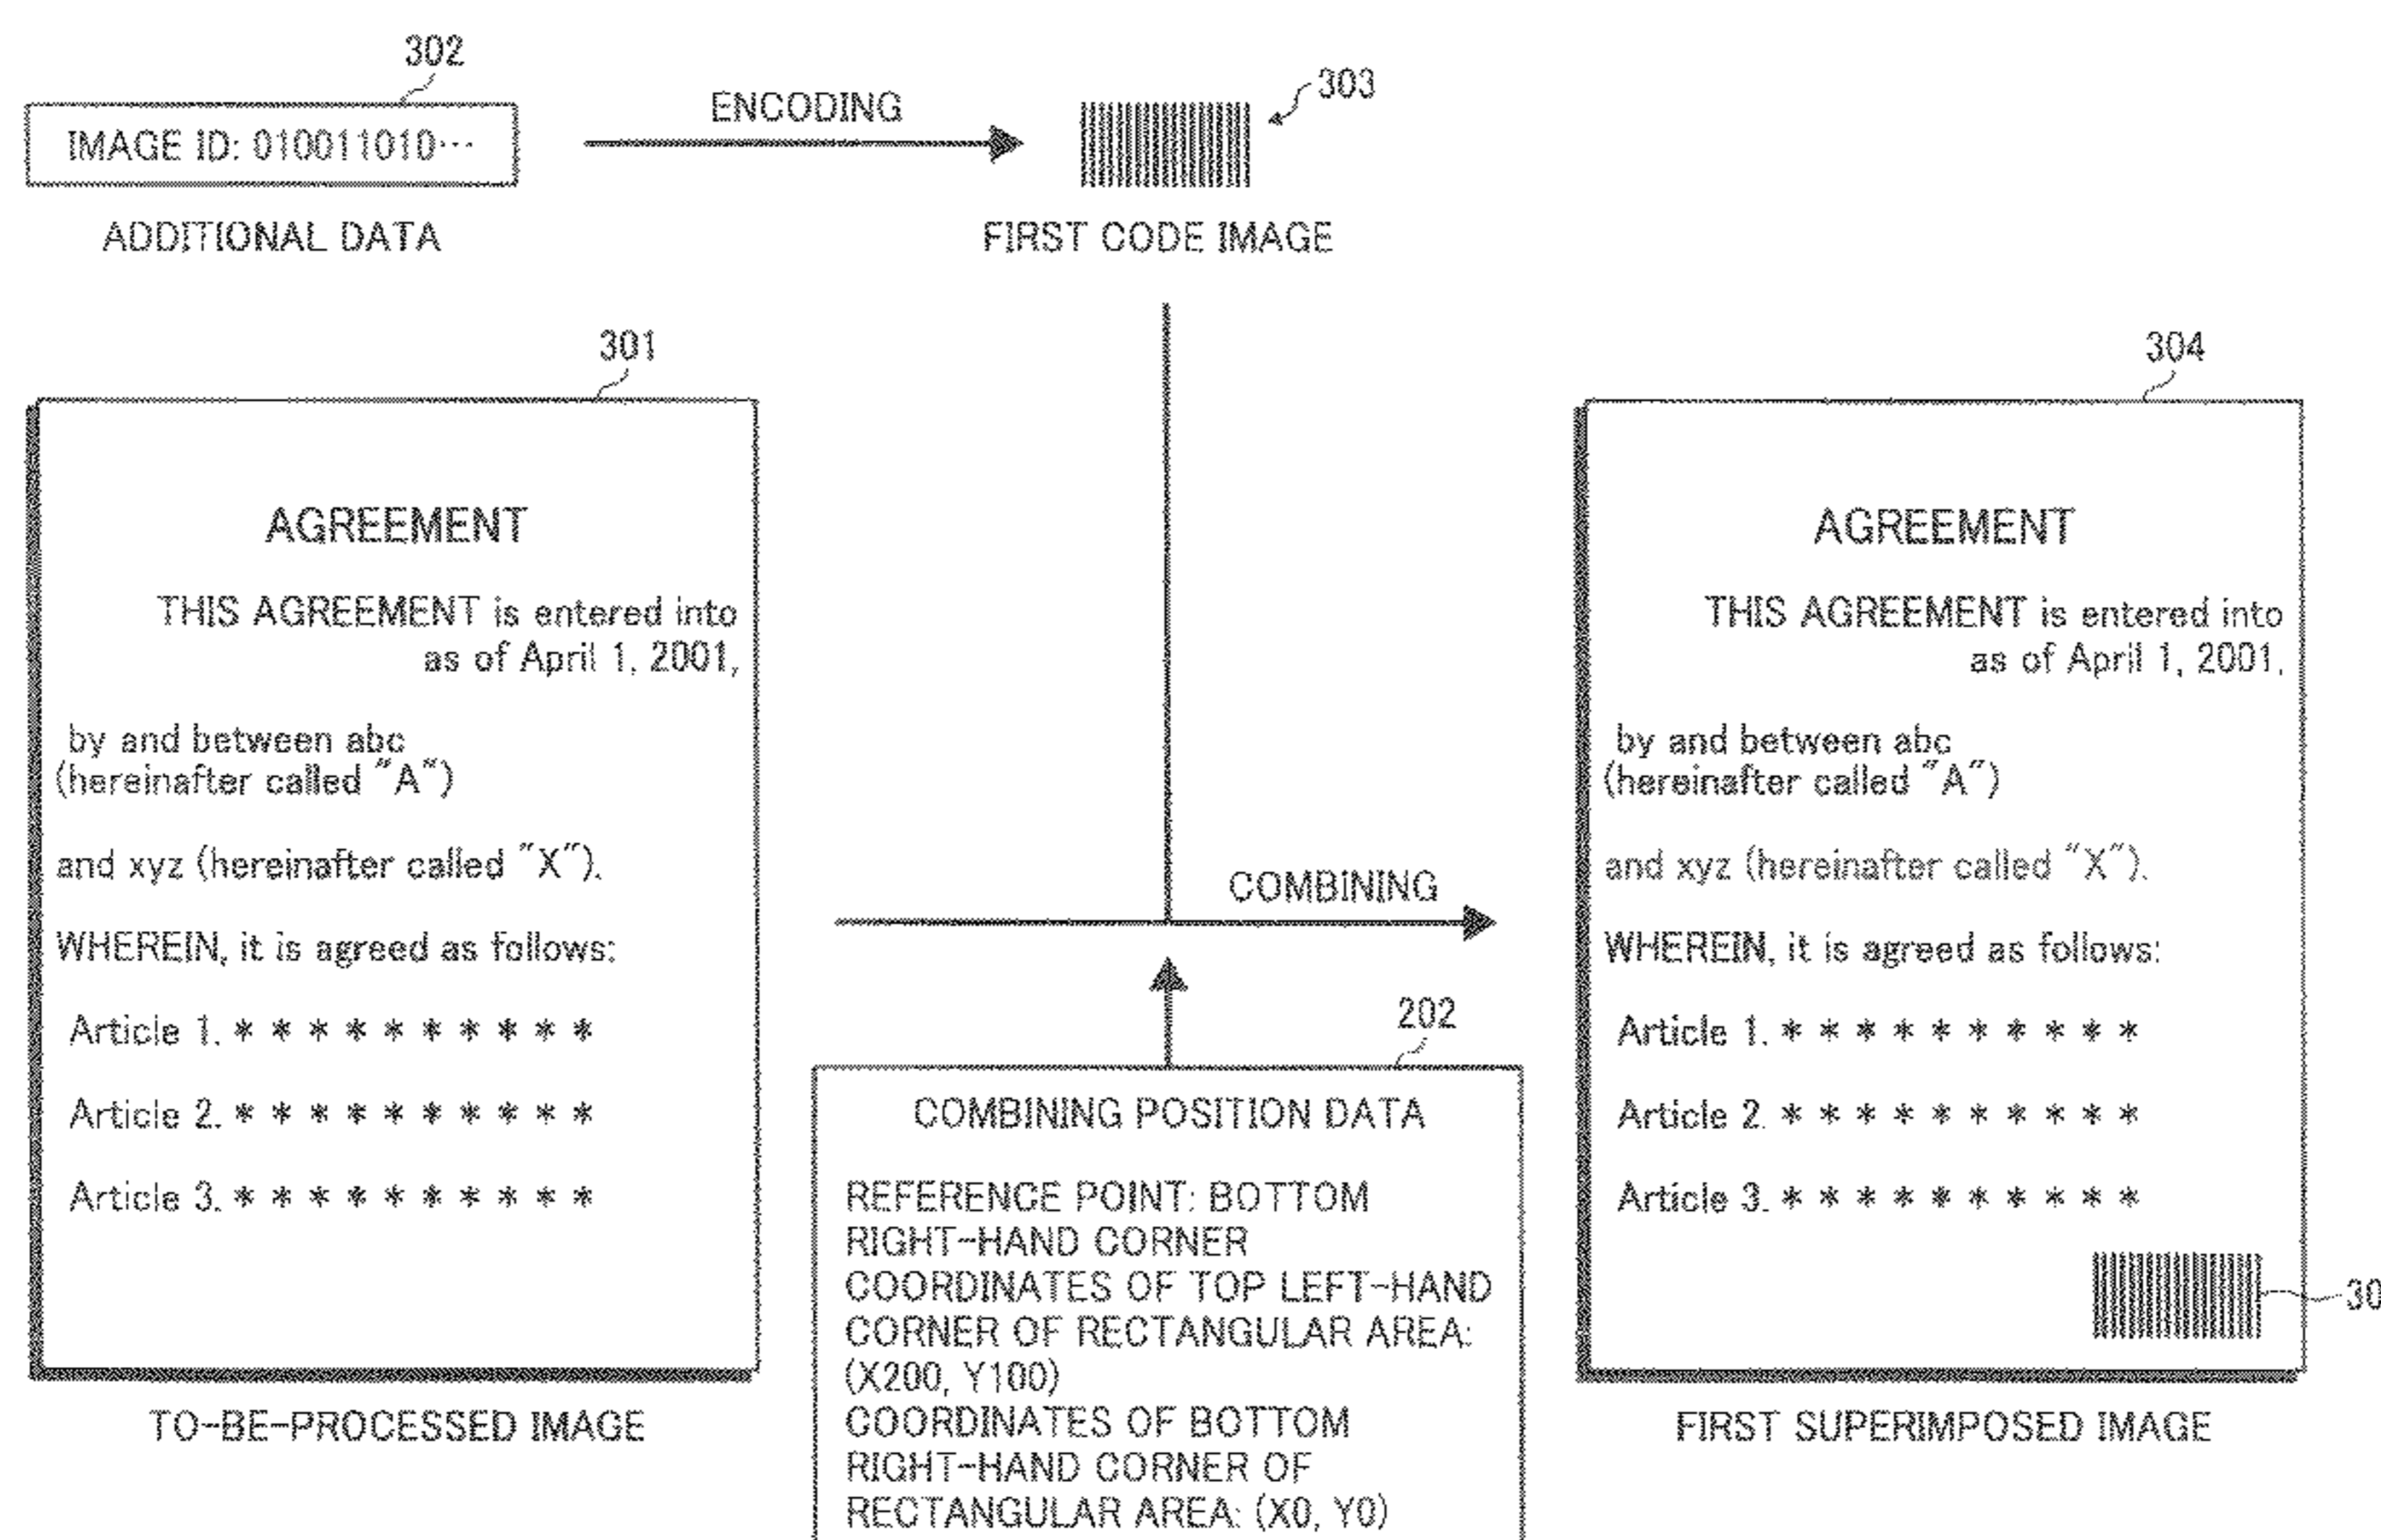 302
IMAGE ID: 010011010···
ADDITIONAL DATA
ENCODING
303
FIRST CODE IMAGE
301
AGREEMENT
THIS AGREEMENT is entered into
as of April 1, 2001,
by and between abc
(hereinafter called "A")
and xyz (hereinafter called "X").
WHEREIN, it is agreed as follows:
Article 1. * * * * * * * * * *
Article 2. * * * * * * * * * *
Article 3. * * * * * * * * * *
TO-BE-PROCESSED IMAGE
COMBINING
202
COMBINING POSITION DATA
REFERENCE POINT: BOTTOM
RIGHT-HAND CORNER
COORDINATES OF TOP LEFT-HAND
CORNER OF RECTANGULAR AREA:
(X200, Y100)
COORDINATES OF BOTTOM
RIGHT-HAND CORNER OF
RECTANGULAR AREA: (X0, Y0)
304
AGREEMENT
THIS AGREEMENT is entered into
as of April 1, 2001,
by and between abc
(hereinafter called "A")
and xyz (hereinafter called "X").
WHEREIN, it is agreed as follows:
Article 1. * * * * * * * * * *
Article 2. * * * * * * * * * *
Article 3. * * * * * * * * * *
FIRST SUPERIMPOSED IMAGE